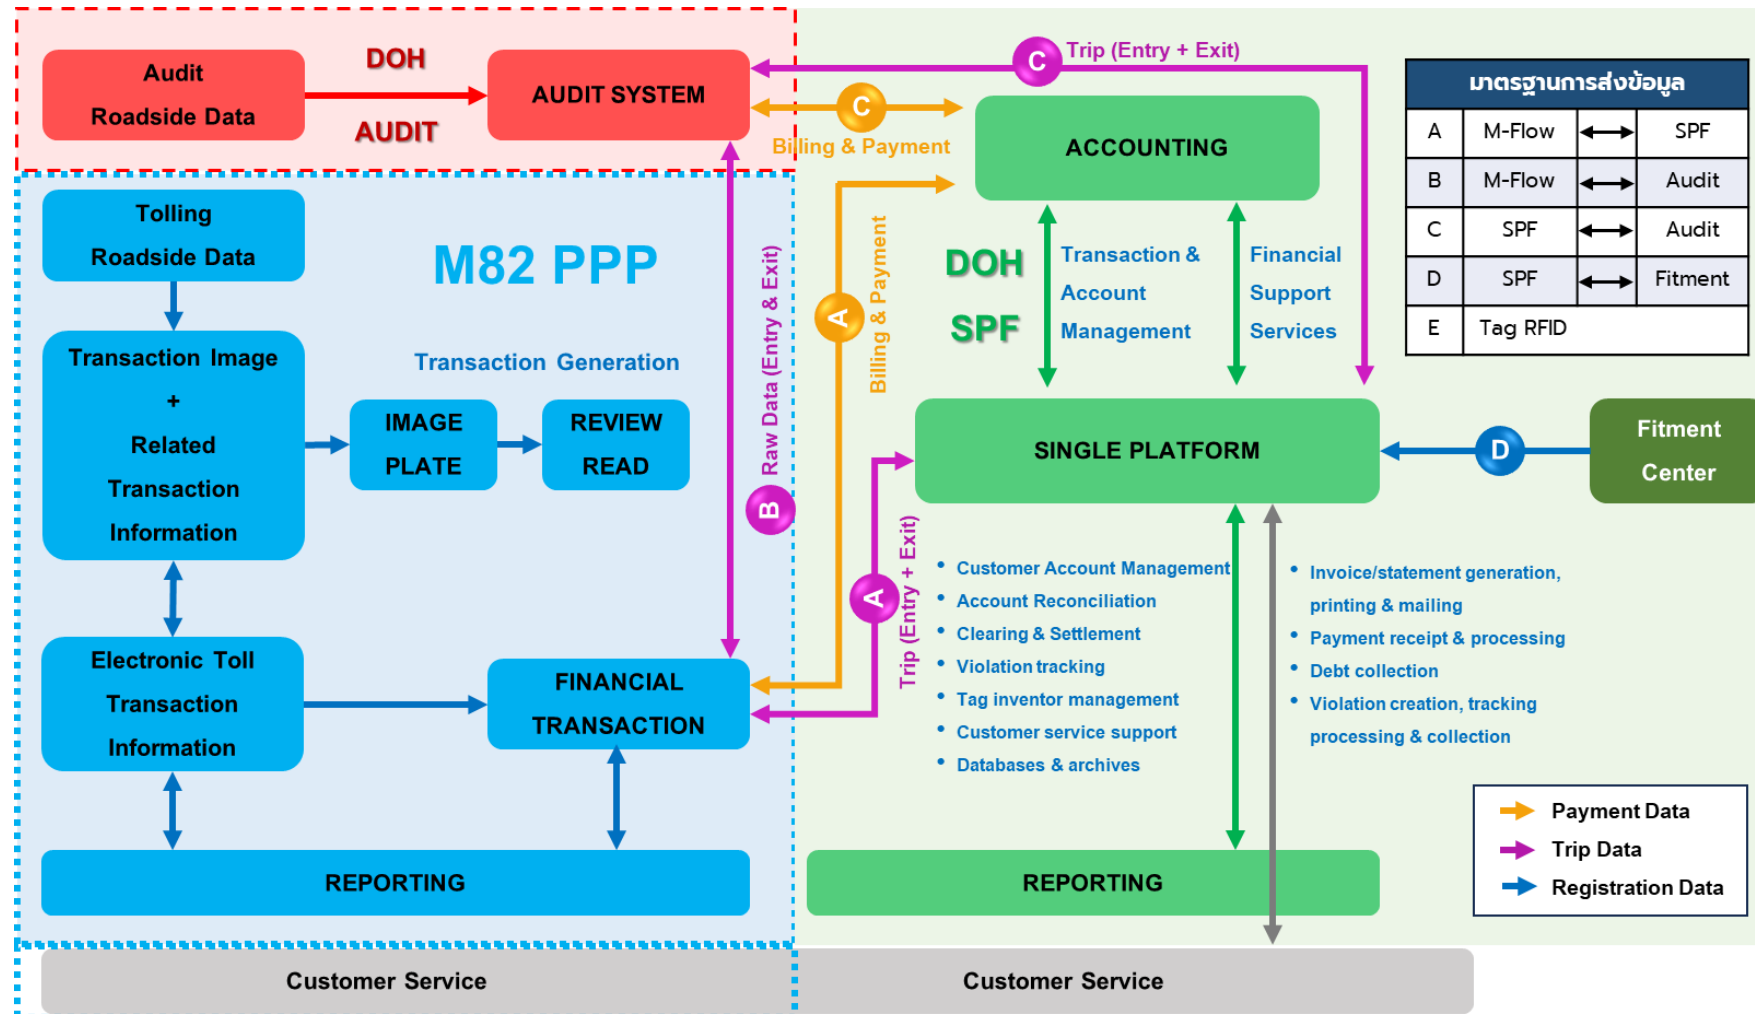 Audit
Roadside Data
DOH
AUDIT
AUDIT SYSTEM
C
Trip (Entry + Exit)
C
Billing & Payment
ACCOUNTING
มาตรฐานการส่งข้อมูล
A M-Flow SPF
B M-Flow Audit
C SPF Audit
D SPF Fitment
E Tag RFID
Tolling
Roadside Data
M82 PPP
Transaction Image
+
Related
Transaction
Information
Transaction Generation
IMAGE
PLATE
REVIEW
READ
Raw Data (Entry & Exit)
B
A
Billing & Payment
DOH
SPF
Transaction &
Account
Management
Financial
Support
Services
SINGLE PLATFORM
D
Fitment
Center
A
Trip (Entry + Exit)
Electronic Toll
Transaction
Information
FINANCIAL
TRANSACTION
• Customer Account Management
• Account Reconciliation
• Clearing & Settlement
• Violation tracking
• Tag inventor management
• Customer service support
• Databases & archives
• Invoice/statement generation,
printing & mailing
• Payment receipt & processing
• Debt collection
• Violation creation, tracking
processing & collection
Payment Data
Trip Data
Registration Data
REPORTING
REPORTING
Customer Service
Customer Service